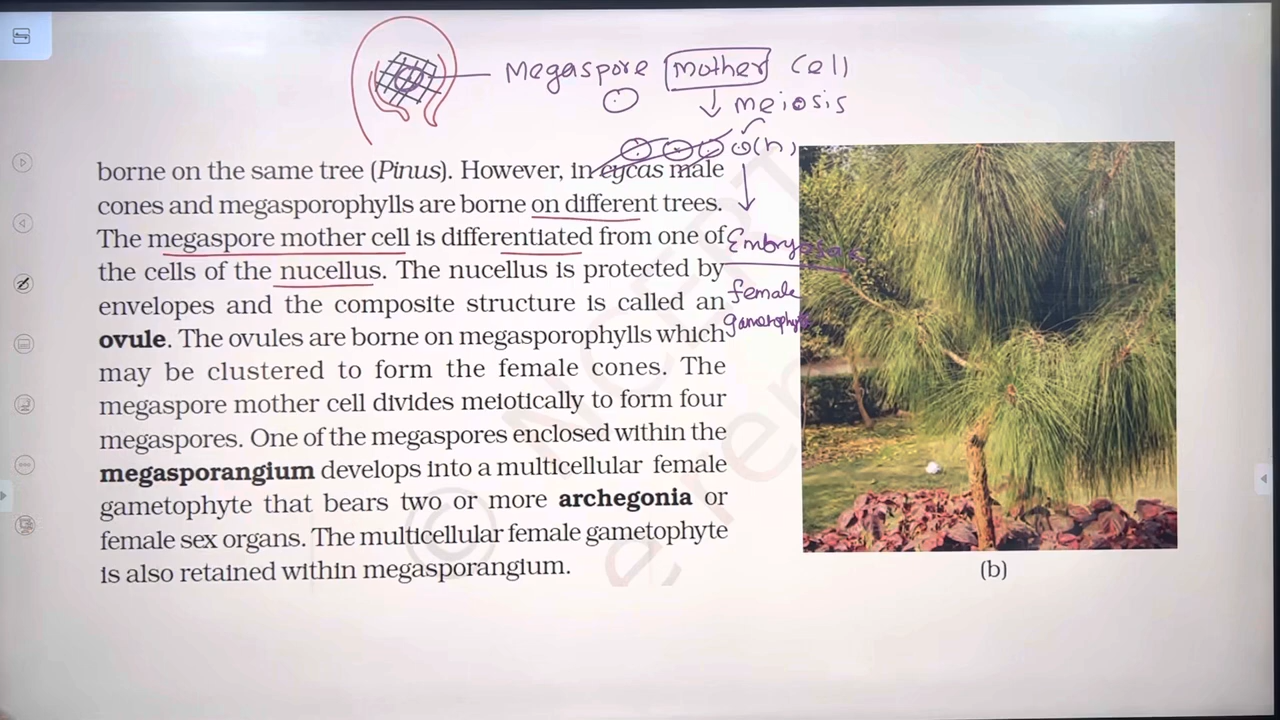 Megaspore mother cell
meiosis
(n)
borne on the same tree (Pinus). However, in cycas male
cones and megasporophylls are borne on different trees.
The megaspore mother cell is differentiated from one of
the cells of the nucellus. The nucellus is protected by
envelopes and the composite structure is called an
ovule. The ovules are borne on megasporophylls which
may be clustered to form the female cones. The
megaspore mother cell divides meiotically to form four
megaspores. One of the megaspores enclosed within the
megasporangium develops into a multicellular female
gametophyte that bears two or more archegonia or
female sex organs. The multicellular female gametophyte
is also retained within megasporangium.
female
gametophyte
(b)
© NCERT